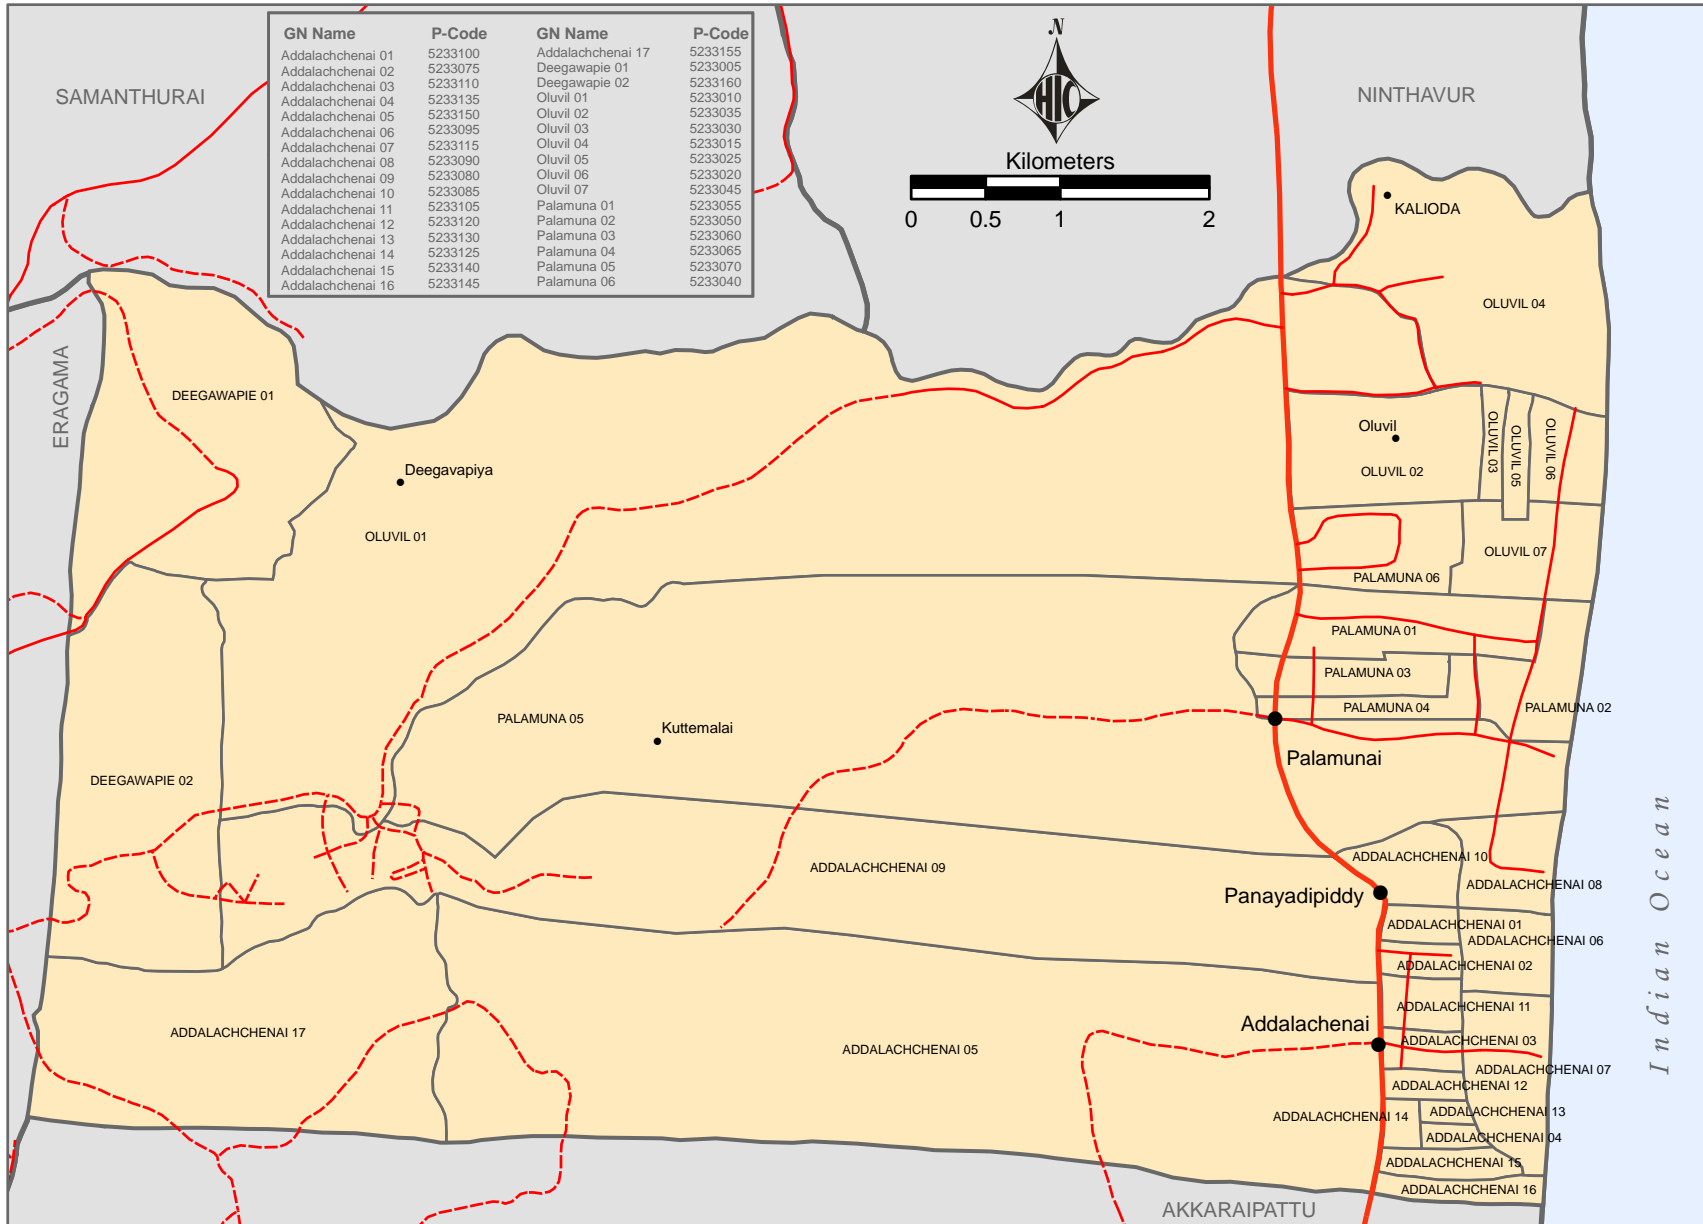 GN Name P-Code GN Name P-Code
Addalachchenai 01 5233100 Addalachchenai 17 5233155
Addalachchenai 02 5233075 Deegawapie 01 5233005
Addalachchenai 03 5233110 Deegawapie 02 5233160
Addalachchenai 04 5233135 Oluvil 01 5233010
Addalachchenai 05 5233150 Oluvil 02 5233035
Addalachchenai 06 5233095 Oluvil 03 5233030
Addalachchenai 07 5233115 Oluvil 04 5233015
Addalachchenai 08 5233090 Oluvil 05 5233025
Addalachchenai 09 5233080 Oluvil 06 5233020
Addalachchenai 10 5233085 Oluvil 07 5233045
Addalachchenai 11 5233105 Palamuna 01 5233055
Addalachchenai 12 5233120 Palamuna 02 5233050
Addalachchenai 13 5233130 Palamuna 03 5233060
Addalachchenai 14 5233125 Palamuna 04 5233065
Addalachchenai 15 5233140 Palamuna 05 5233070
Addalachchenai 16 5233145 Palamuna 06 5233040
N
HIC
Kilometers
0 0.5 1 2
SAMANTHURAI
NINTHAVUR
KALIODA
OLUVIL 04
ERAGAMA
DEEGAWAPIE 01
Oluvil
OLUVIL 02
OLUVIL 03
OLUVIL 05
OLUVIL 06
Deegavapiya
OLUVIL 01
OLUVIL 07
PALAMUNA 06
PALAMUNA 01
PALAMUNA 03
PALAMUNA 04
PALAMUNA 02
PALAMUNA 05
Kuttemalai
Palamunai
DEEGAWAPIE 02
ADDALACHCHENAI 10
ADDALACHCHENAI 09
ADDALACHCHENAI 08
Panayadipiddy
ADDALACHCHENAI 01
ADDALACHCHENAI 06
ADDALACHCHENAI 02
Indian Ocean
ADDALACHCHENAI 11
Addalachenai
ADDALACHCHENAI 17
ADDALACHCHENAI 03
ADDALACHCHENAI 05
ADDALACHCHENAI 07
ADDALACHCHENAI 12
ADDALACHCHENAI 14
ADDALACHCHENAI 13
ADDALACHCHENAI 04
ADDALACHCHENAI 15
ADDALACHCHENAI 16
AKKARAIPATTU